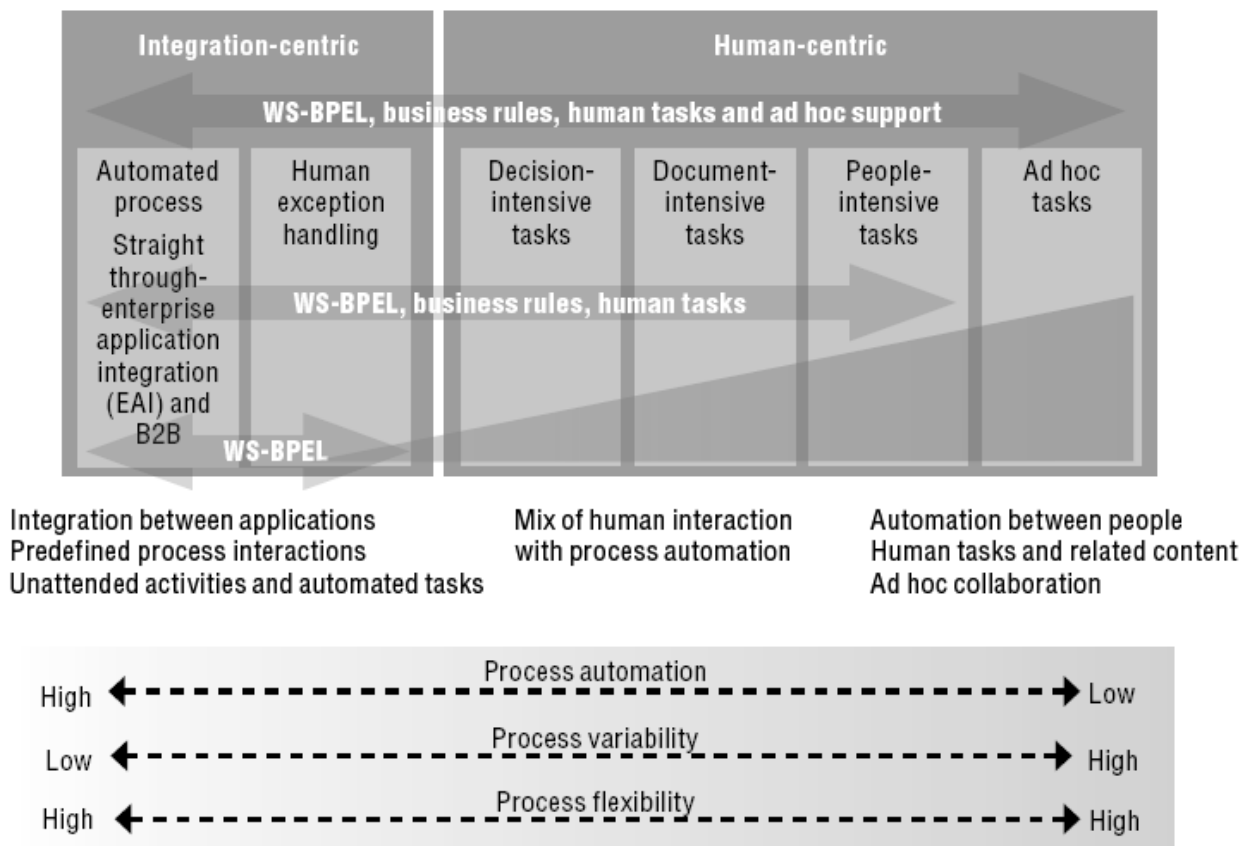 Integration-centric
Human-centric
WS-BPEL, business rules, human tasks and ad hoc support
Automated
process
Straight
through-
enterprise
application
integration
(EAI) and
B2B
Human
exception
handling
Decision-
intensive
tasks
Document-
intensive
tasks
People-
intensive
tasks
Ad hoc
tasks
WS-BPEL, business rules, human tasks
WS-BPEL
Integration between applications
Predefined process interactions
Unattended activities and automated tasks
Mix of human interaction
with process automation
Automation between people
Human tasks and related content
Ad hoc collaboration
Process automation
High
Low
Process variability
Low
High
Process flexibility
High
High